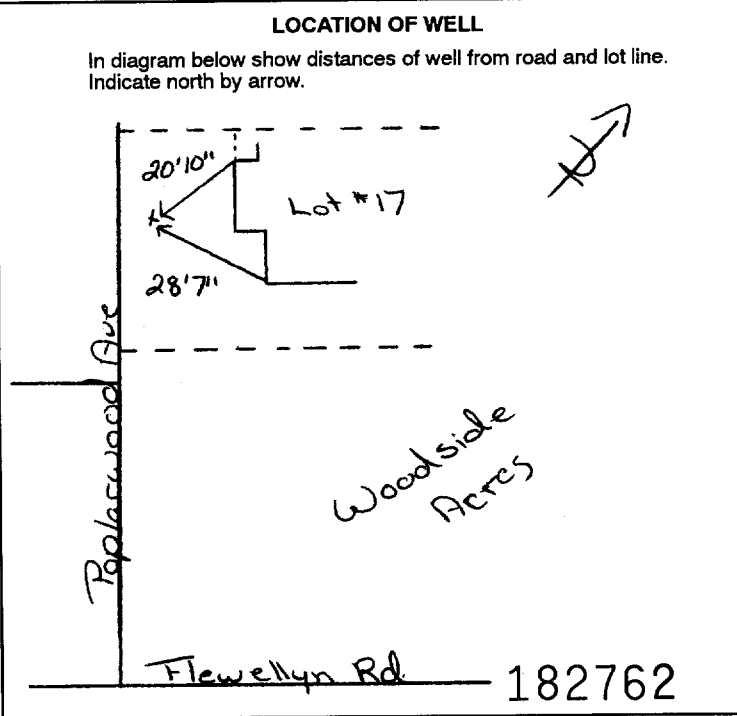 LOCATION OF WELL
In diagram below show distances of well from road and lot line.
Indicate north by arrow.
20'10"
N
Lot #17
28'7"
Poplarwood Ave
Woodside
Acres
Flewellyn Rd.
182762